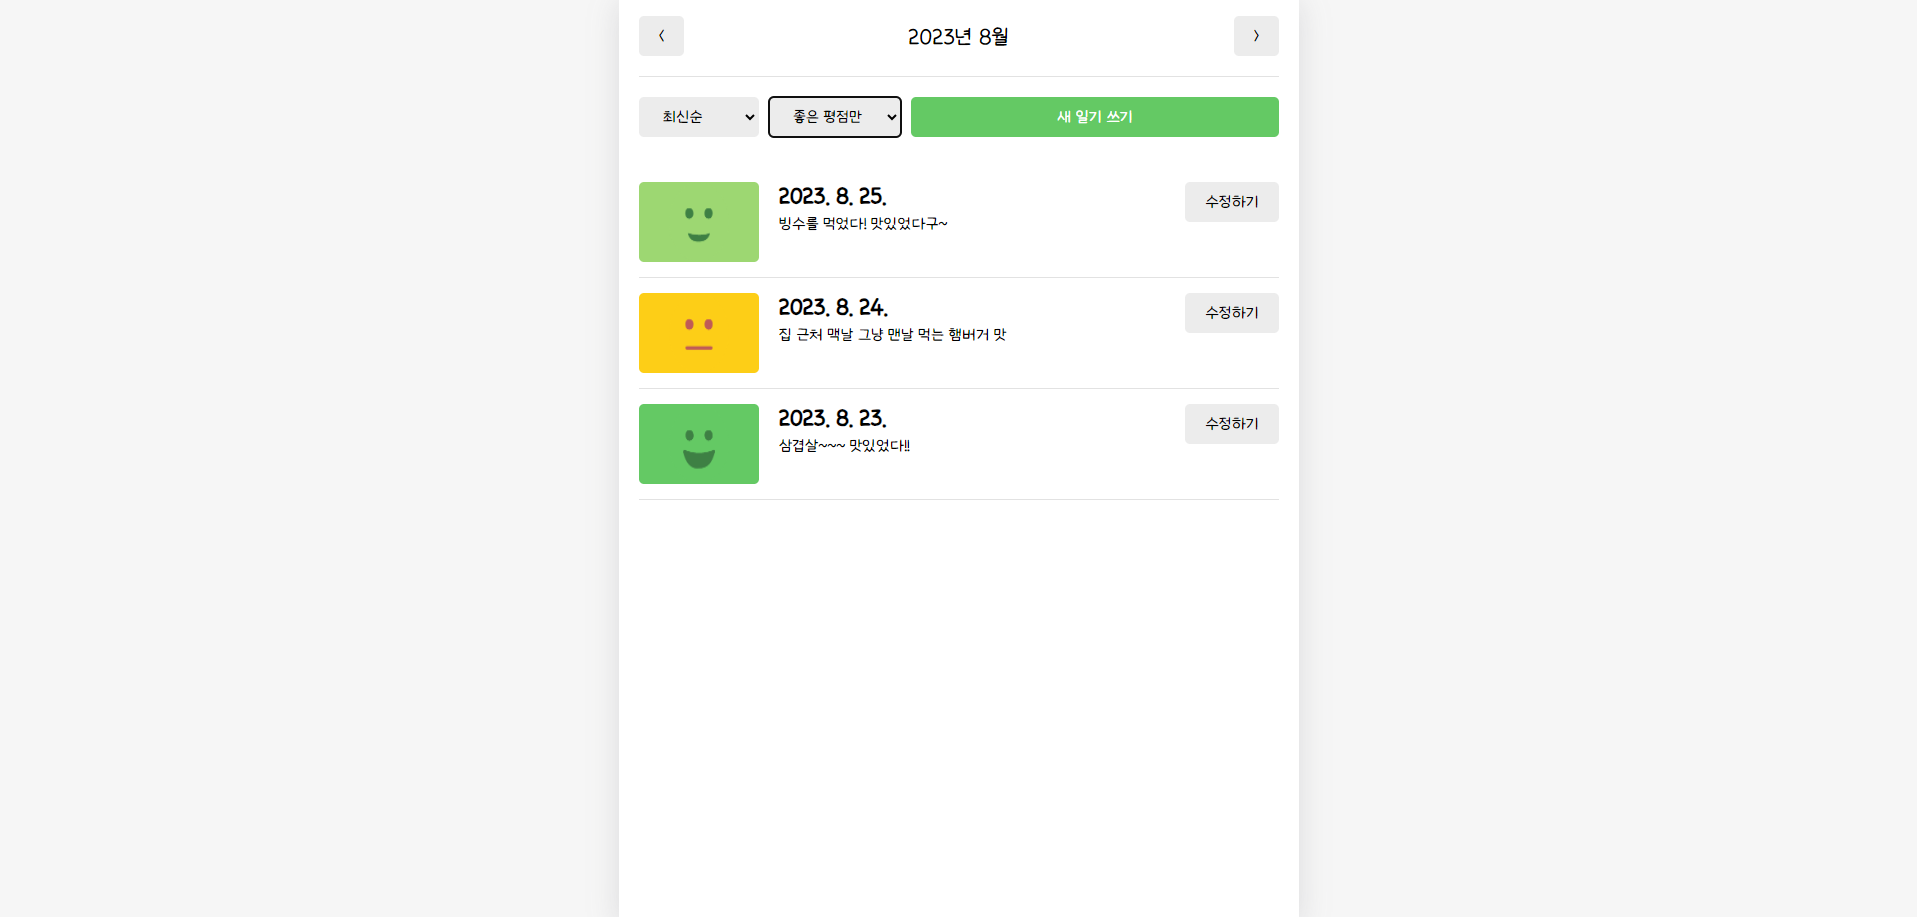 〈
2023년 8월
〉
최신순
좋은 평점만
새 일기 쓰기
2023. 8. 25.
빙수를 먹었다! 맛있었다구~
수정하기
2023. 8. 24.
집 근처 맥날 그냥 맨날 먹는 햄버거 맛
수정하기
2023. 8. 23.
삼겹살~~~ 맛있었다!!
수정하기